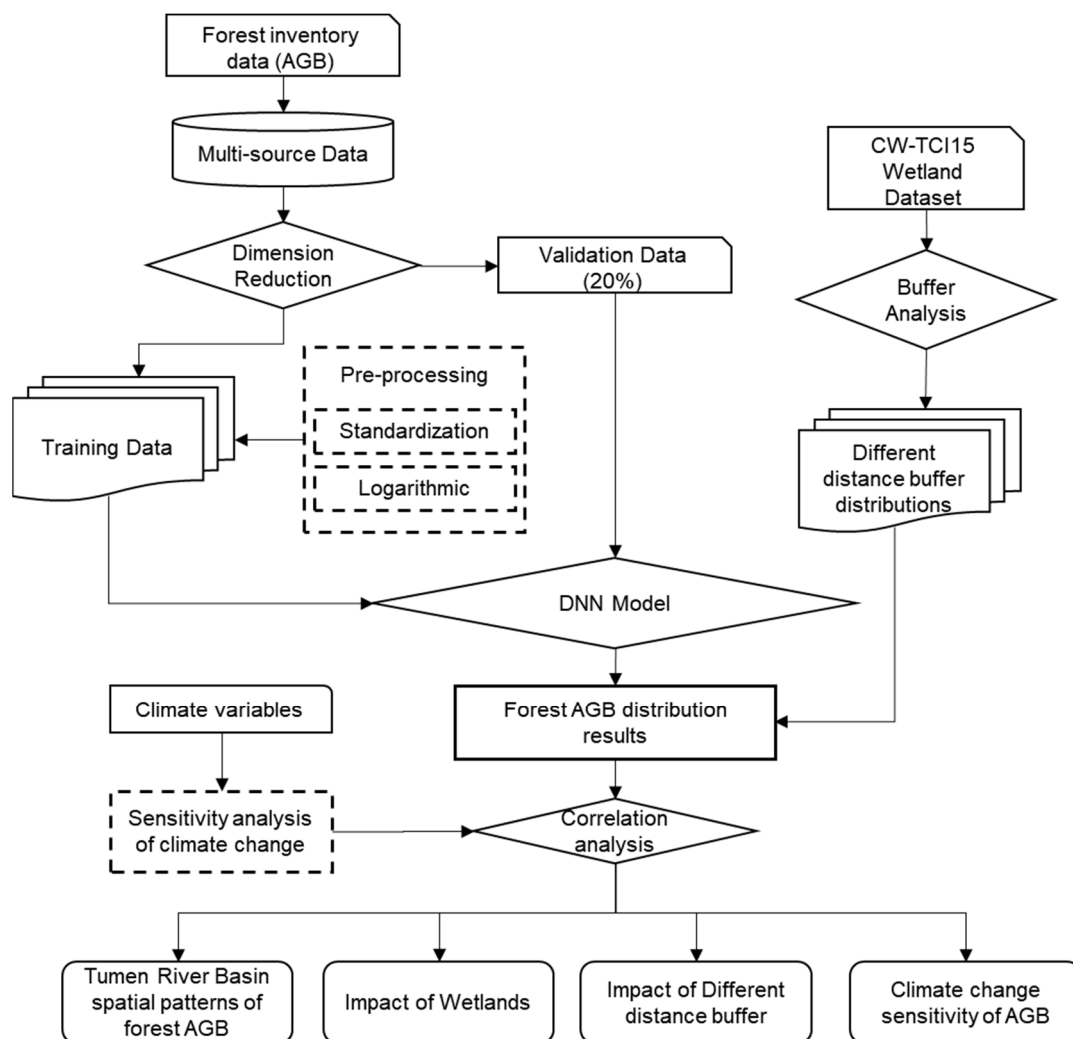 Forest inventory
data (AGB)
Multi-source Data
CW-TCI15
Wetland
Dataset
Dimension
Reduction
Validation Data
(20%)
Buffer
Analysis
Pre-processing
Standardization
Logarithmic
Training Data
Different
distance buffer
distributions
DNN Model
Climate variables
Forest AGB distribution
results
Sensitivity analysis
of climate change
Correlation
analysis
Tumen River Basin
spatial patterns of
forest AGB
Impact of Wetlands
Impact of Different
distance buffer
Climate change
sensitivity of AGB